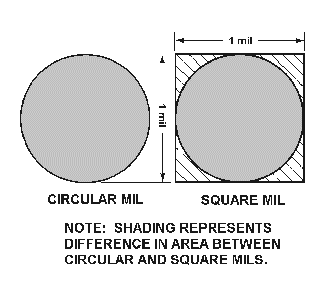 1 mil
1 mil
CIRCULAR MIL
SQUARE MIL
NOTE: SHADING REPRESENTS
DIFFERENCE IN AREA BETWEEN
CIRCULAR AND SQUARE MILS.